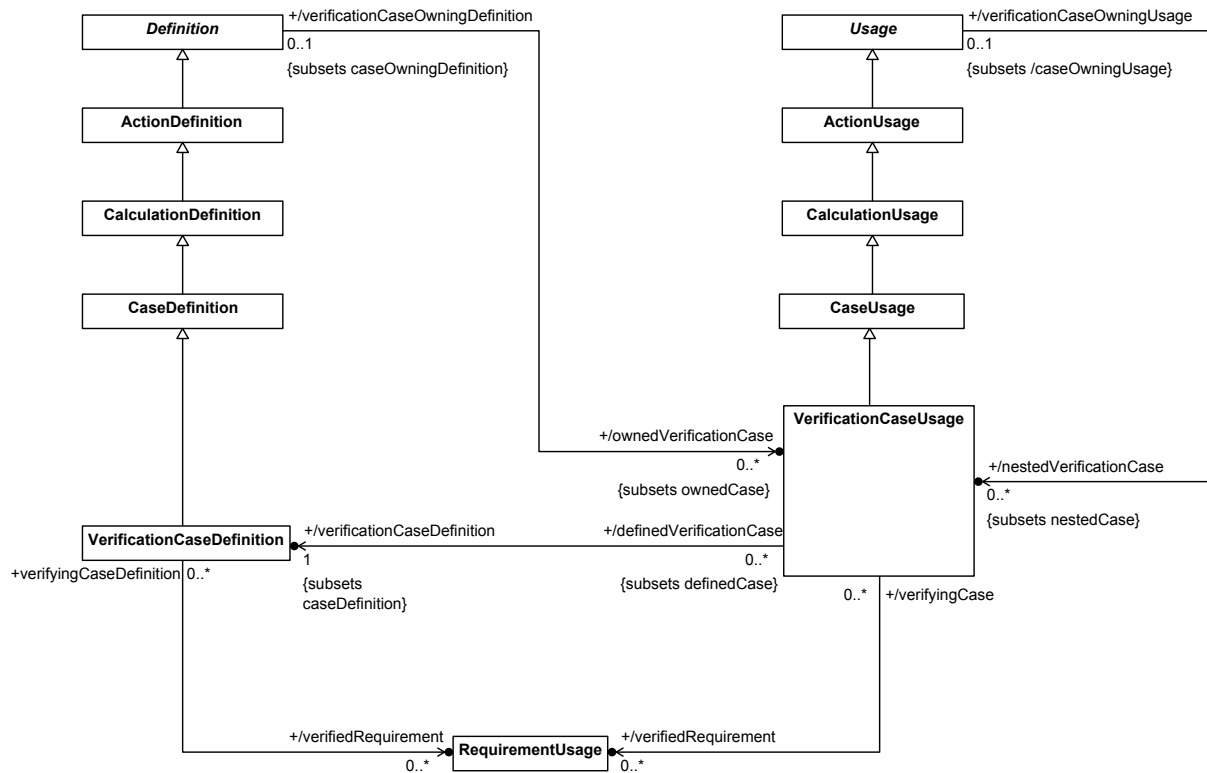 +/verificationCaseOwningDefinition
+/verificationCaseOwningUsage
Definition
Usage
0..1
0..1
{subsets caseOwningDefinition}
{subsets /caseOwningUsage}
ActionDefinition
ActionUsage
CalculationDefinition
CalculationUsage
CaseDefinition
CaseUsage
VerificationCaseUsage
+/ownedVerificationCase
0..*
{subsets ownedCase}
+/nestedVerificationCase
0..*
{subsets nestedCase}
VerificationCaseDefinition
+/verificationCaseDefinition
+/definedVerificationCase
1
0..*
{subsets
caseDefinition}
{subsets definedCase}
+verifyingCaseDefinition
0..*
0..*
+/verifyingCase
+/verifiedRequirement
+/verifiedRequirement
RequirementUsage
0..*
0..*